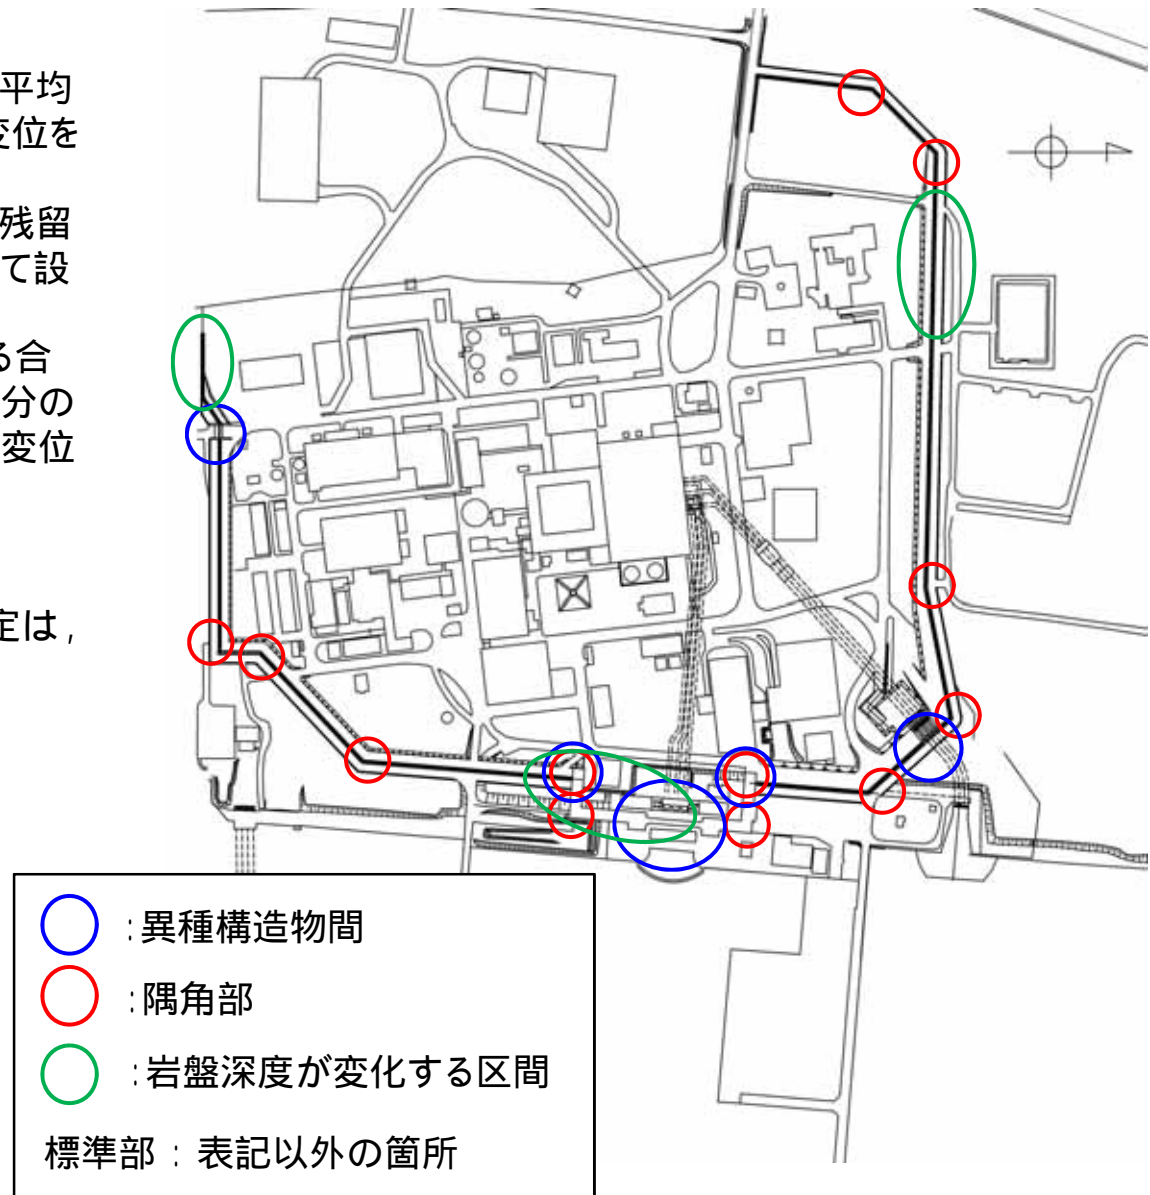 平均
変位を
残留
て設
る合
分の
変位
定は，
：異種構造物間
：隅角部
：岩盤深度が変化する区間
標準部：表記以外の箇所